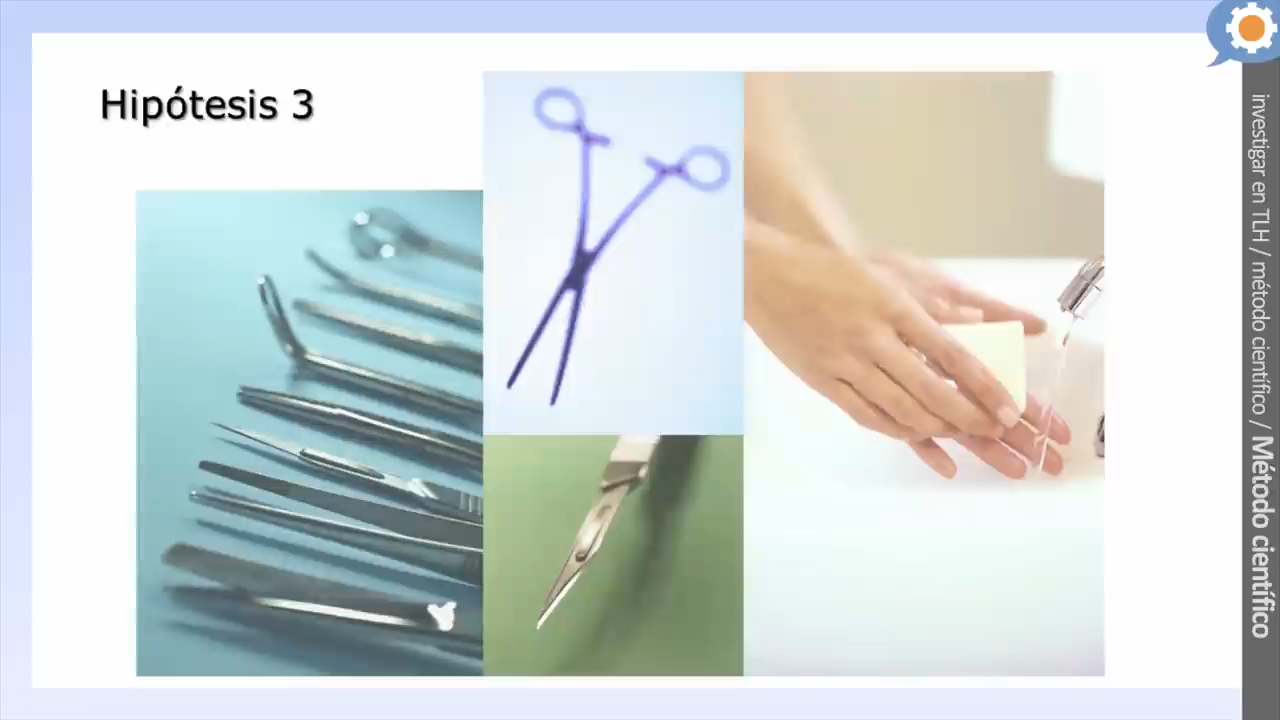 Hipótesis 3
investigar en TLH / método científico / Método científico